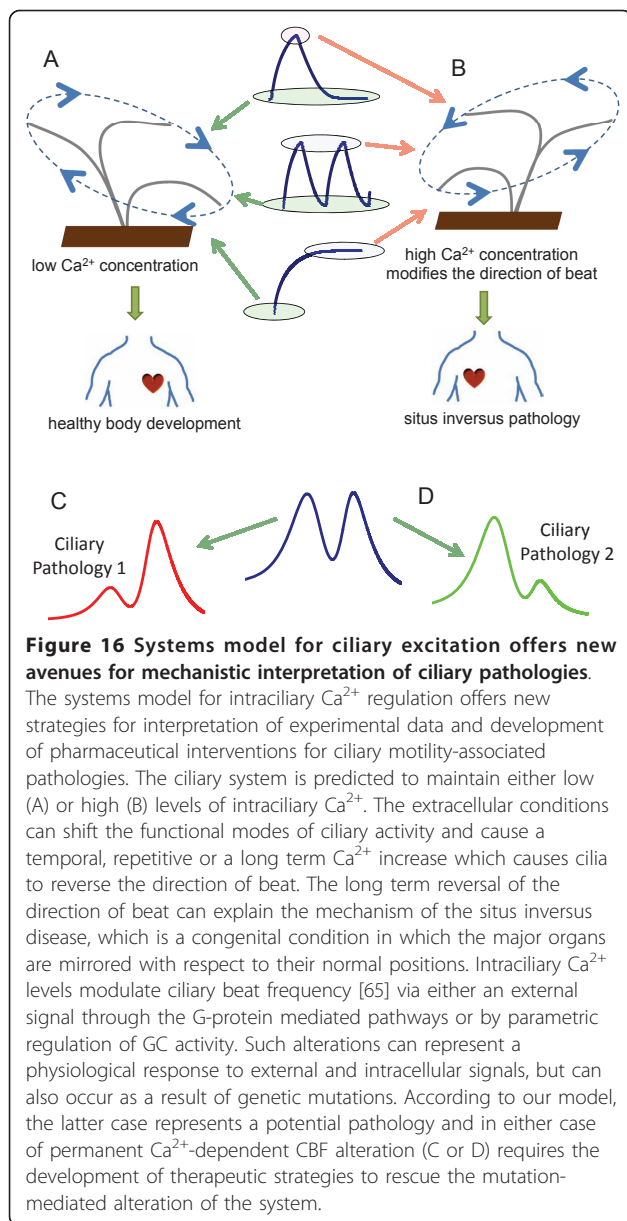 A
B
low Ca²⁺ concentration
high Ca²⁺ concentration
modifies the direction of beat
healthy body development
situs inversus pathology
C
D
Ciliary
Pathology 1
Ciliary
Pathology 2
Figure 16 Systems model for ciliary excitation offers new
avenues for mechanistic interpretation of ciliary pathologies.
The systems model for intraciliary Ca²⁺ regulation offers new
strategies for interpretation of experimental data and development
of pharmaceutical interventions for ciliary motility-associated
pathologies. The ciliary system is predicted to maintain either low
(A) or high (B) levels of intraciliary Ca²⁺. The extracellular conditions
can shift the functional modes of ciliary activity and cause a
temporal, repetitive or a long term Ca²⁺ increase which causes cilia
to reverse the direction of beat. The long term reversal of the
direction of beat can explain the mechanism of the situs inversus
disease, which is a congenital condition in which the major organs
are mirrored with respect to their normal positions. Intraciliary Ca²⁺
levels modulate ciliary beat frequency [65] via either an external
signal through the G-protein mediated pathways or by parametric
regulation of GC activity. Such alterations can represent a
physiological response to external and intracellular signals, but can
also occur as a result of genetic mutations. According to our model,
the latter case represents a potential pathology and in either case
of permanent Ca²⁺-dependent CBF alteration (C or D) requires the
development of therapeutic strategies to rescue the mutation-
mediated alteration of the system.